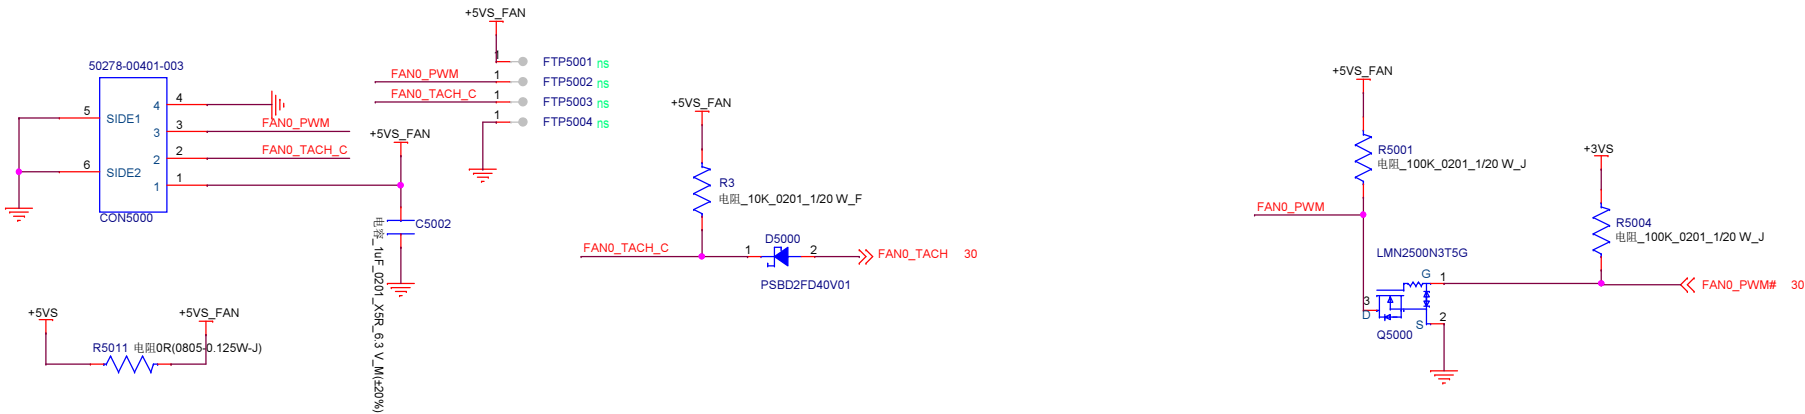 +5VS_FAN
50278-00401-003
5
SIDE1
6
SIDE2
4
4
3
3
FAN0_PWM
2
2
FAN0_TACH_C
1
1
CON5000
+5VS_FAN
C5002
电容_1uF_0201_X5R_6.3 V_M(±20%)
1
FTP5001 ns
FAN0_PWM
1
FTP5002 ns
FAN0_TACH_C
1
FTP5003 ns
1
FTP5004 ns
+5VS_FAN
R3
电阻_10K_0201_1/20 W_F
FAN0_TACH_C
1
D5000
2
FAN0_TACH 30
PSBD2FD40V01
+5VS
+5VS_FAN
R5011 电阻0R(0805-0.125W-J)
+5VS_FAN
R5001
电阻_100K_0201_1/20 W_J
FAN0_PWM
+3VS
R5004
电阻_100K_0201_1/20 W_J
LMN2500N3T5G
G
1
3
D
S
2
Q5000
FAN0_PWM# 30